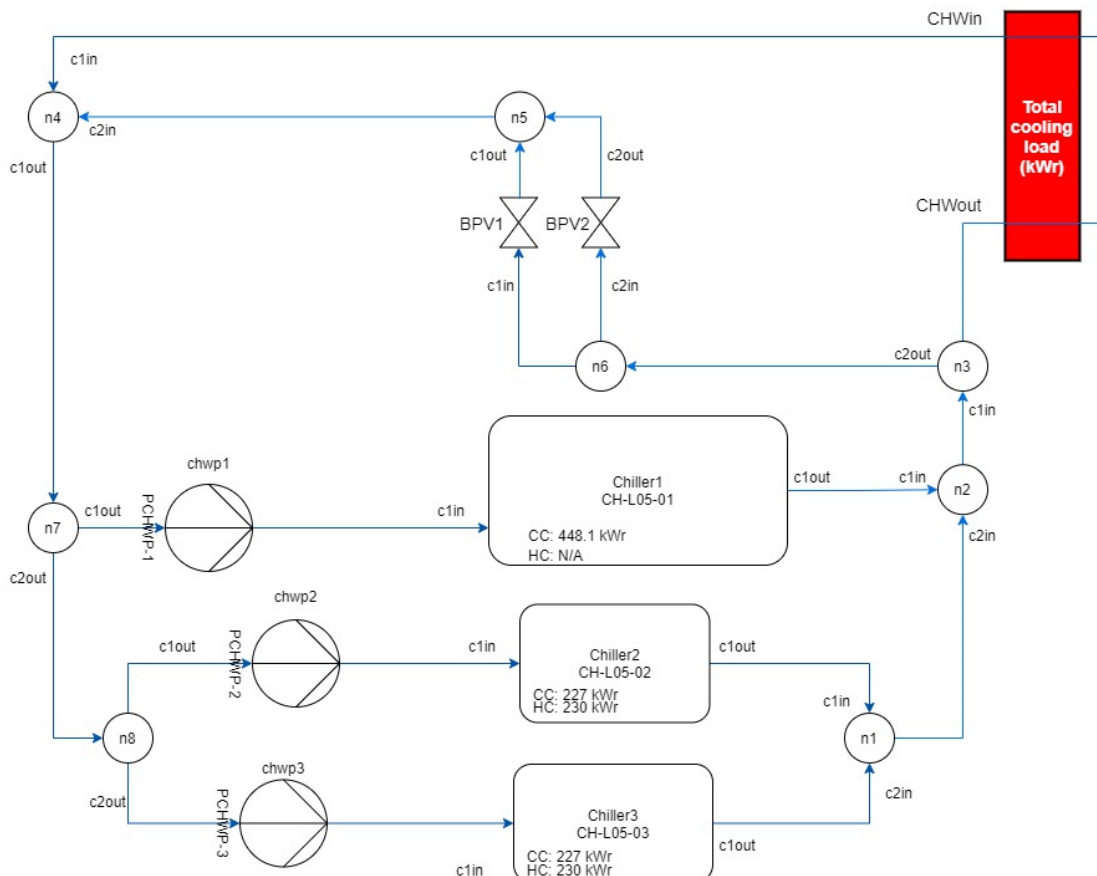 CHWin
c1in
n4
c2in
n5
Total
cooling
load
(kWr)
c1out
c1out
c2out
CHWout
BPV1
BPV2
c1in
c2in
n6
c2out
n3
c1in
chwp1
Chiller1
CH-L05-01
CC: 448.1 kWr
HC: N/A
c1out
c1in
n2
n7
c1out
PCHWP-1
c1in
c2in
c2out
chwp2
c1out
PCHWP-2
c1in
Chiller2
CH-L05-02
CC: 227 kWr
HC: 230 kWr
c1out
c1in
n8
n1
chwp3
c2out
PCHWP-3
c1in
Chiller3
CH-L05-03
CC: 227 kWr
HC: 230 kWr
c1out
c2in